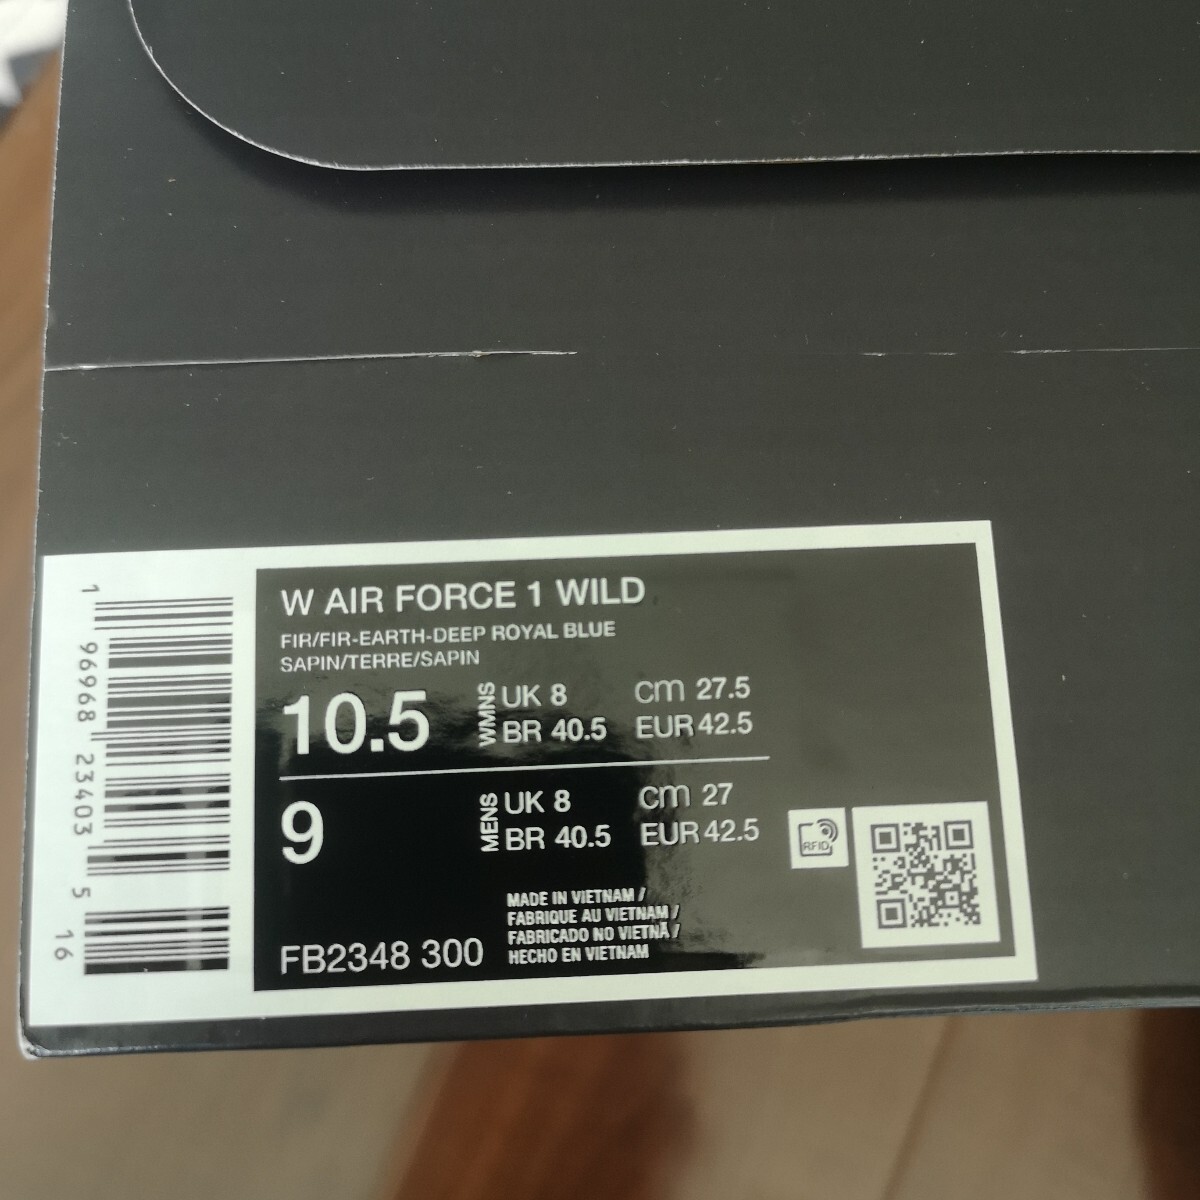 W AIR FORCE 1 WILD
FIR/FIR-EARTH-DEEP ROYAL BLUE
SAPIN/TERRE/SAPIN
10.5 WMNS UK 8 cm 27.5
BR 40.5 EUR 42.5
9 MENS UK 8 cm 27
BR 40.5 EUR 42.5
MADE IN VIETNAM /
FABRIQUE AU VIETNAM /
FABRICADO NO VIETNÃ /
HECHO EN VIETNAM
FB2348 300
RFID
1 96968 23403 5 16